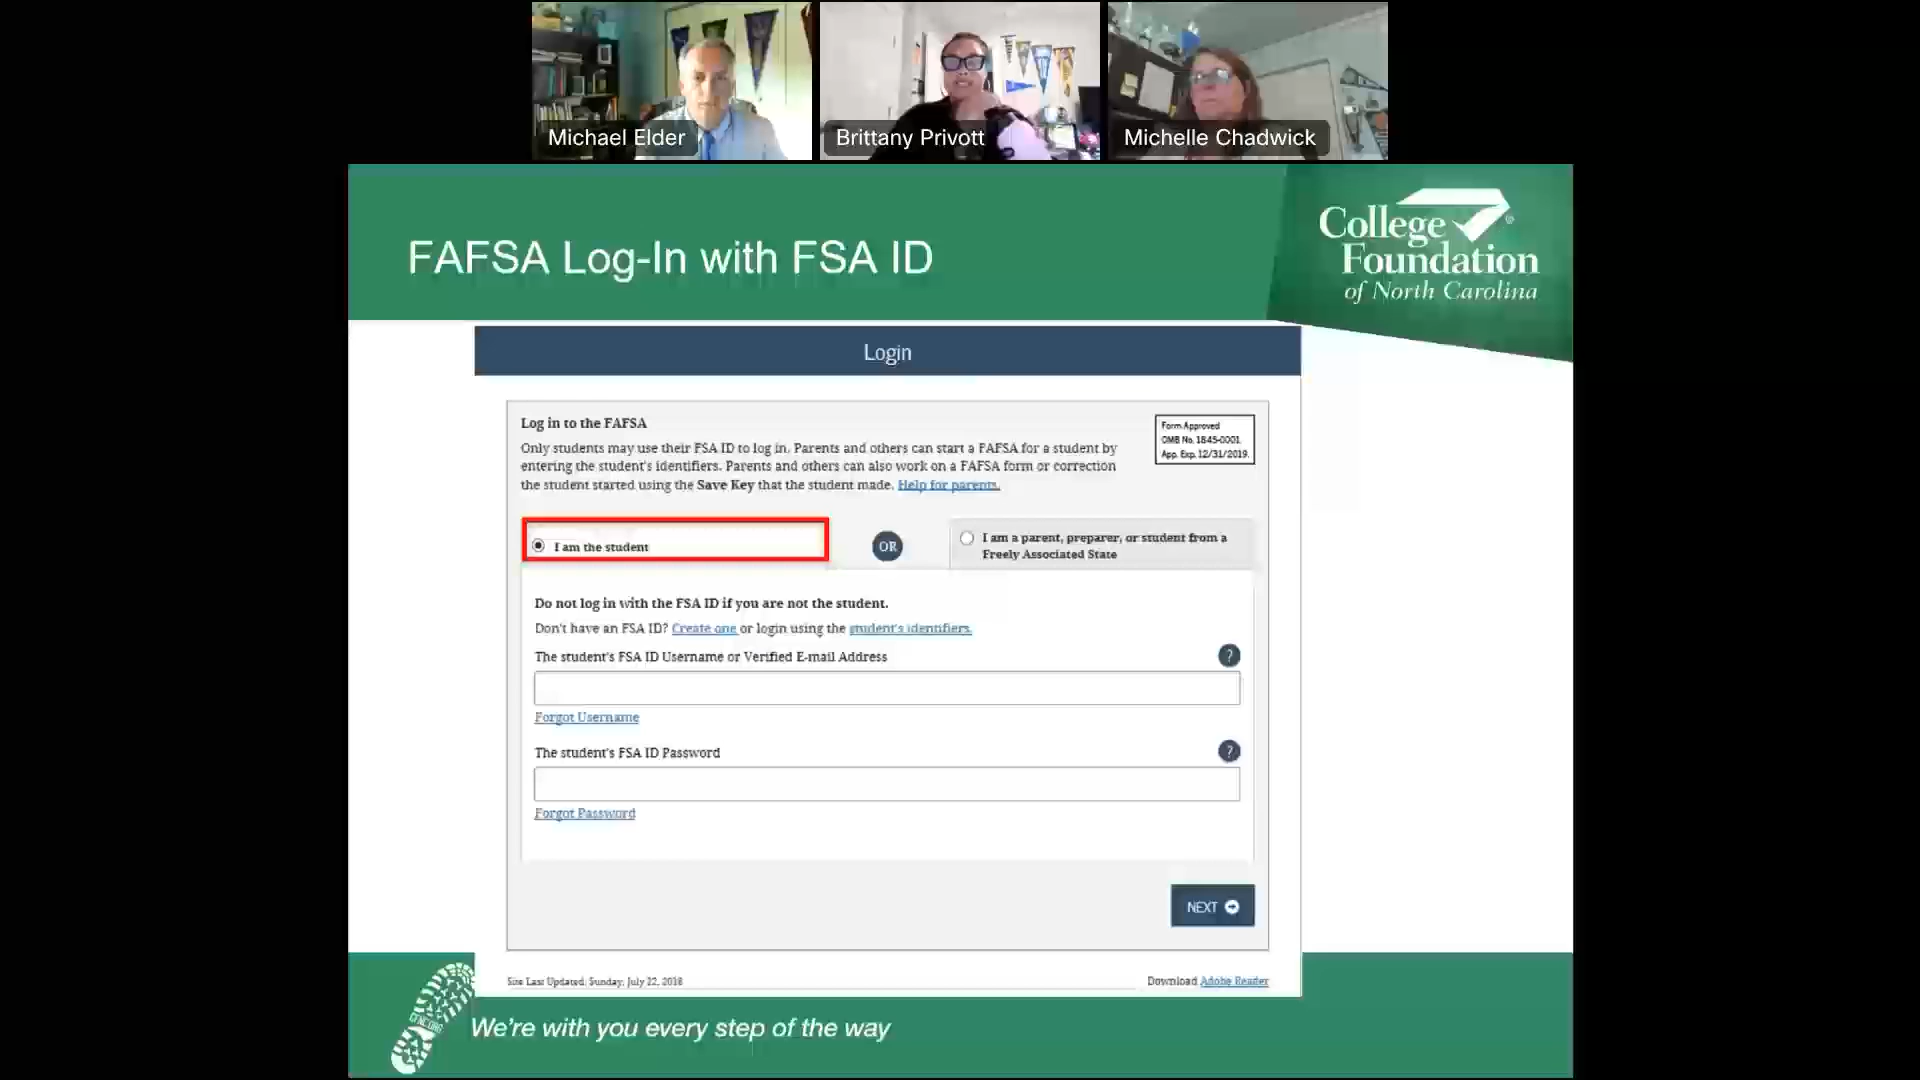 Michael Elder
Brittany Privott
Michelle Chadwick
FAFSA Log-In with FSA ID
College
Foundation
of North Carolina
Login
Log in to the FAFSA
Only students may use their FSA ID to log in. Parents and others can start a FAFSA for a student by
entering the student's identifiers. Parents and others can also work on a FAFSA form or correction
the student started using the Save Key that the student made. Help for parents.
Form Approved
OMB No. 1845-0001
App. Exp. 12/31/2019.
I am the student
OR
I am a parent, preparer, or student from a
Freely Associated State
Do not log in with the FSA ID if you are not the student.
Don't have an FSA ID? Create one or login using the student's identifiers.
The student's FSA ID Username or Verified E-mail Address
?
Forgot Username
The student's FSA ID Password
?
Forgot Password
NEXT
Site Last Updated: Sunday, July 22, 2018
Download Adobe Reader
CFNC.ORG
We're with you every step of the way